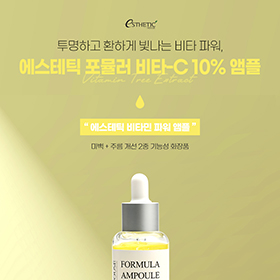 ESTHETIC
투명하고 환하게 빛나는 비타 파워,
에스테틱 포뮬러 비타-C 10% 앰플
Vitamin Tree Extract
" 에스테틱 비타민 파워 앰플 "
미백 + 주름 개선 2중 기능성 화장품
FORMULA
AMPOULE